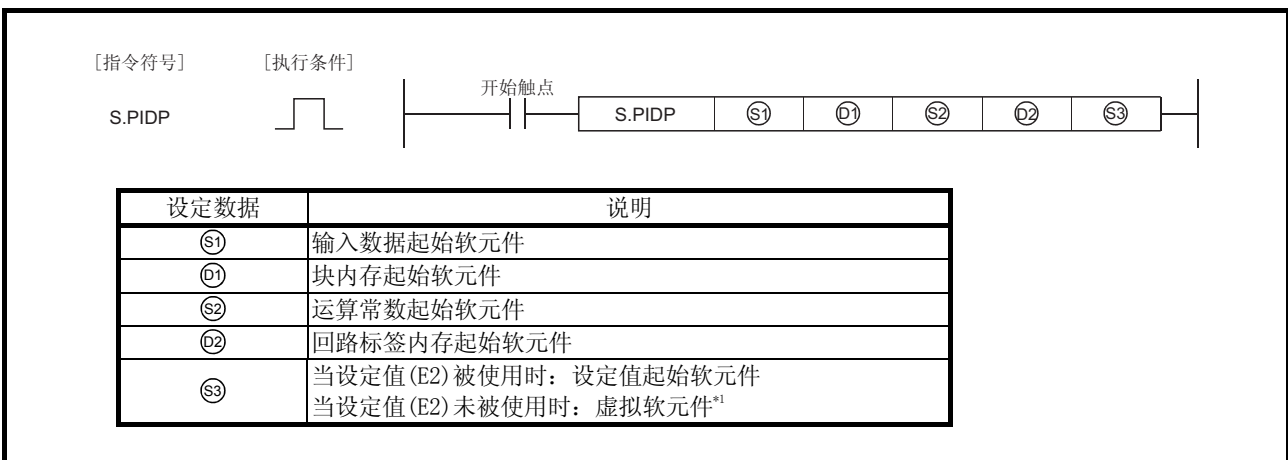 [指令符号] [执行条件]
开始触点
S.PIDP S.PIDP S1 D1 S2 D2 S3
设定数据 说明
S1 输入数据起始软元件
D1 块内存起始软元件
S2 运算常数起始软元件
D2 回路标签内存起始软元件
S3 当设定值(E2)被使用时：设定值起始软元件
当设定值(E2)未被使用时：虚拟软元件*1